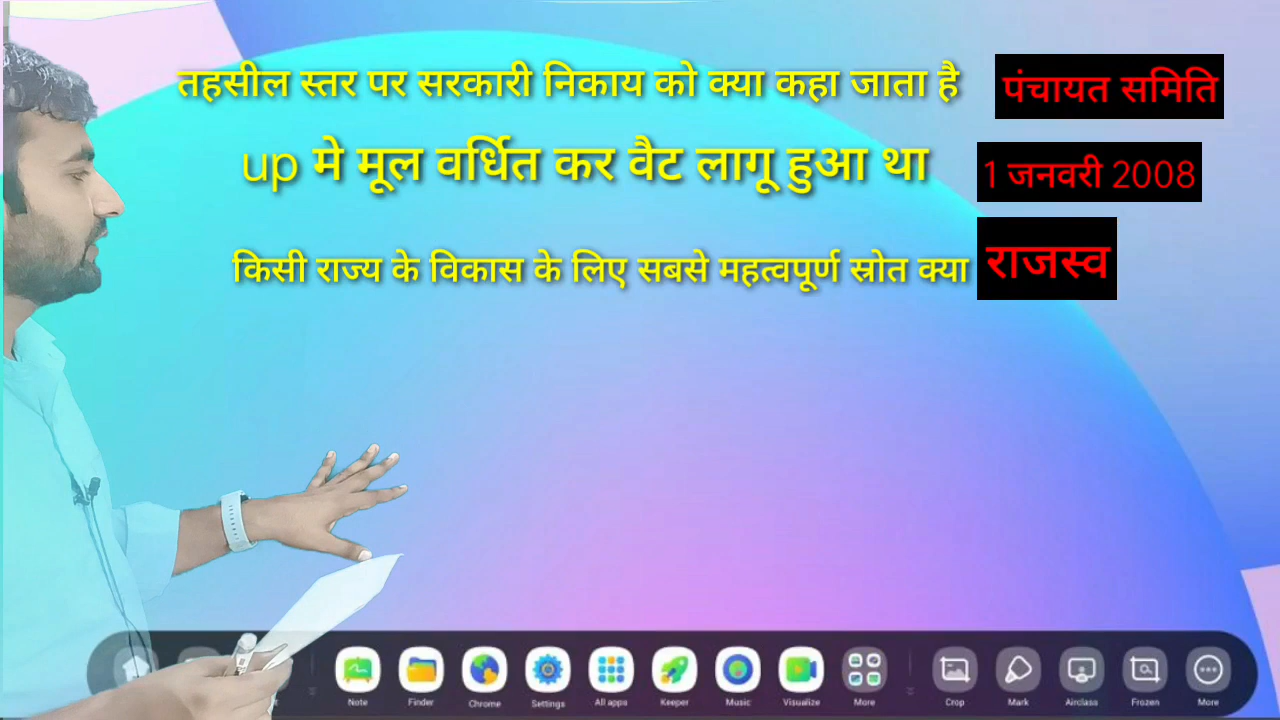 तहसील स्तर पर सरकारी निकाय को क्या कहा जाता है पंचायत समिति
up मे मूल वर्धित कर वैट लागू हुआ था 1 जनवरी 2008
किसी राज्य के विकास के लिए सबसे महत्वपूर्ण स्रोत क्या राजस्व
Note Finder Chrome Settings All apps Keeper Music Visualize More Crop Mark Airclass Frozen More